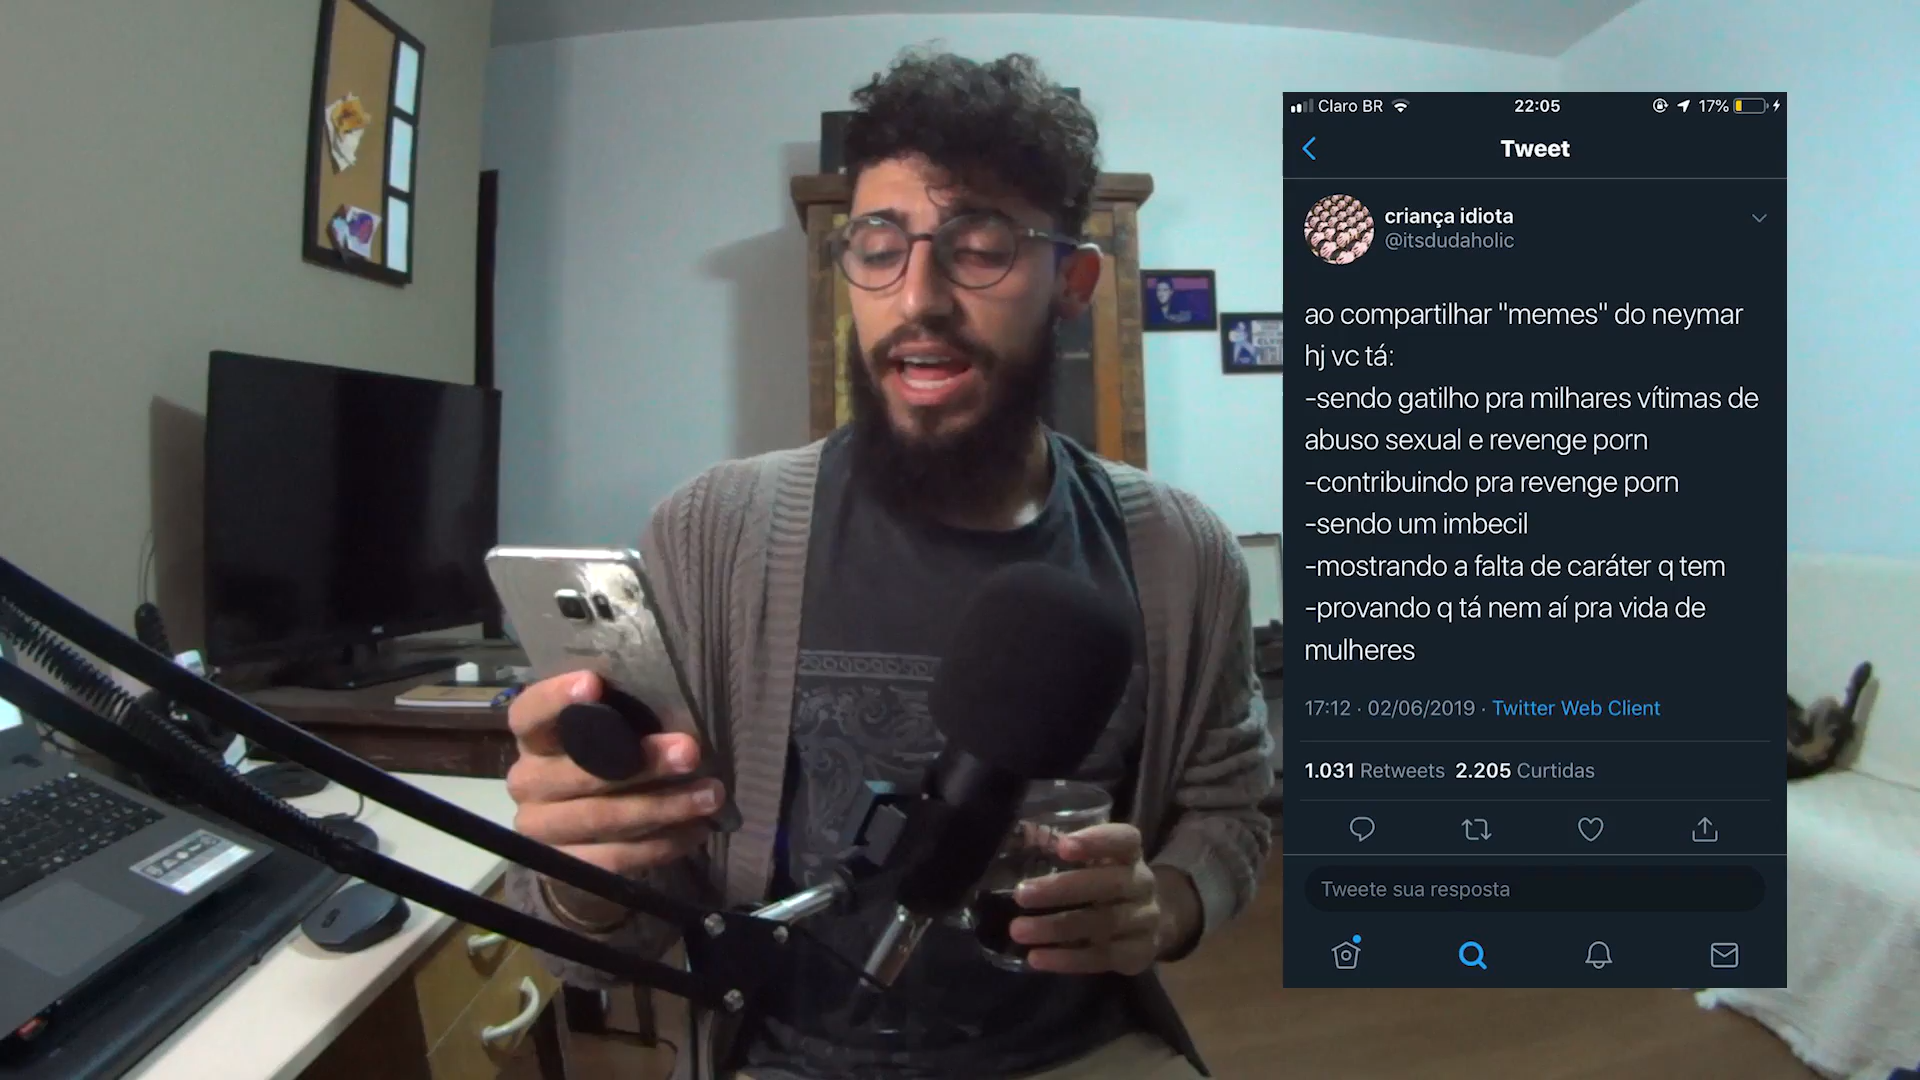 Claro BR
22:05
17%
Tweet
criança idiota
@itsdudaholic
ao compartilhar "memes" do neymar
hj vc tá:
-sendo gatilho pra milhares vítimas de
abuso sexual e revenge porn
-contribuindo pra revenge porn
-sendo um imbecil
-mostrando a falta de caráter q tem
-provando q tá nem aí pra vida de
mulheres
17:12 · 02/06/2019 · Twitter Web Client
1.031 Retweets 2.205 Curtidas
Tweete sua resposta